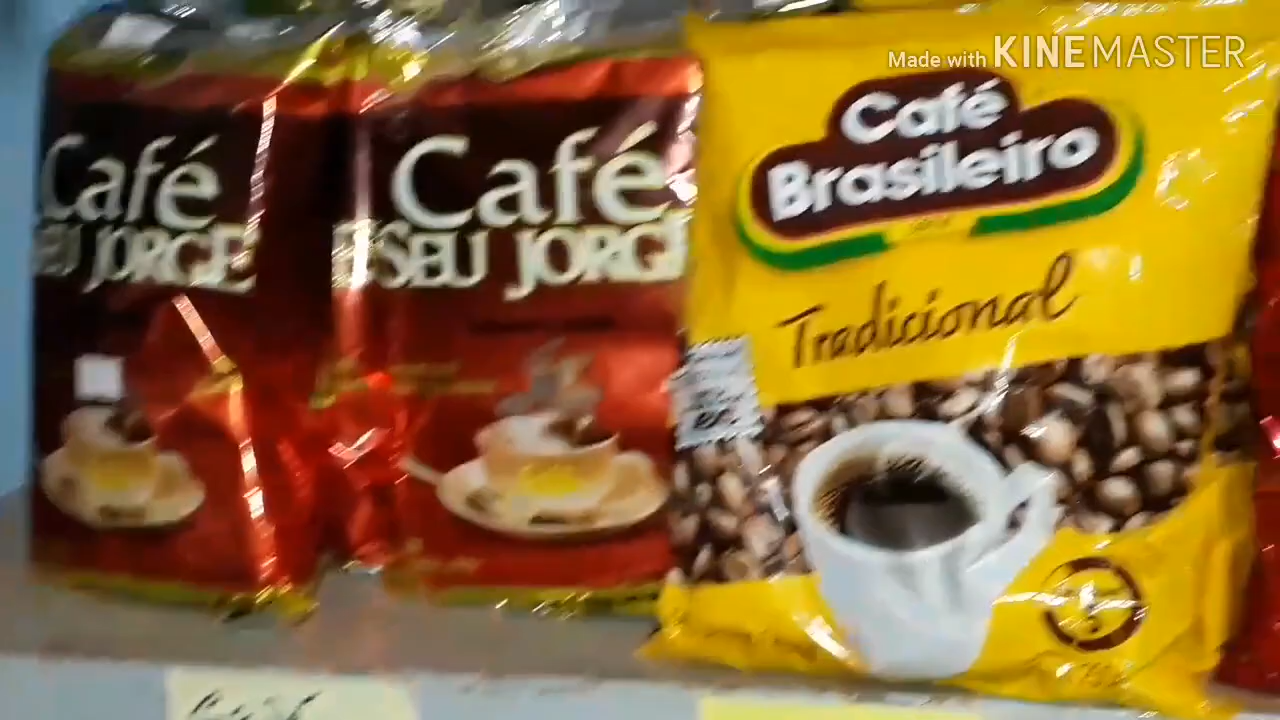 Made with KINEMASTER
Café
SEU JORGE
Café
SEU JORGE
Café
Brasileiro
Tradicional